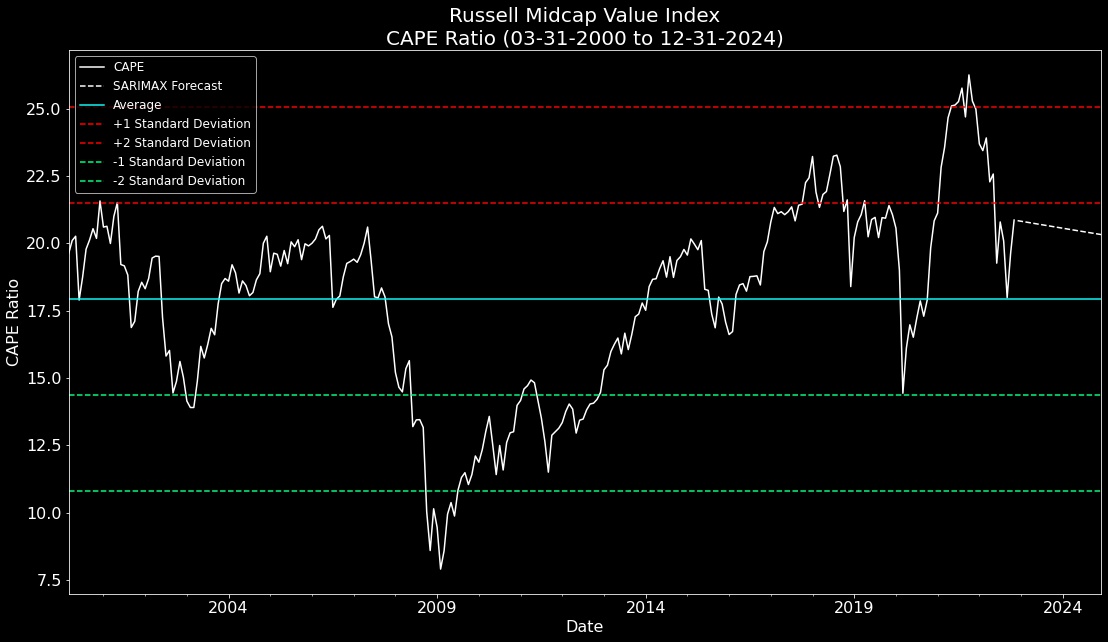 Russell Midcap Value Index
CAPE Ratio (03-31-2000 to 12-31-2024)
CAPE
SARIMAX Forecast
Average
+1 Standard Deviation
+2 Standard Deviation
-1 Standard Deviation
-2 Standard Deviation
25.0
22.5
20.0
17.5
15.0
12.5
10.0
7.5
CAPE Ratio
2004
2009
2014
2019
2024
Date